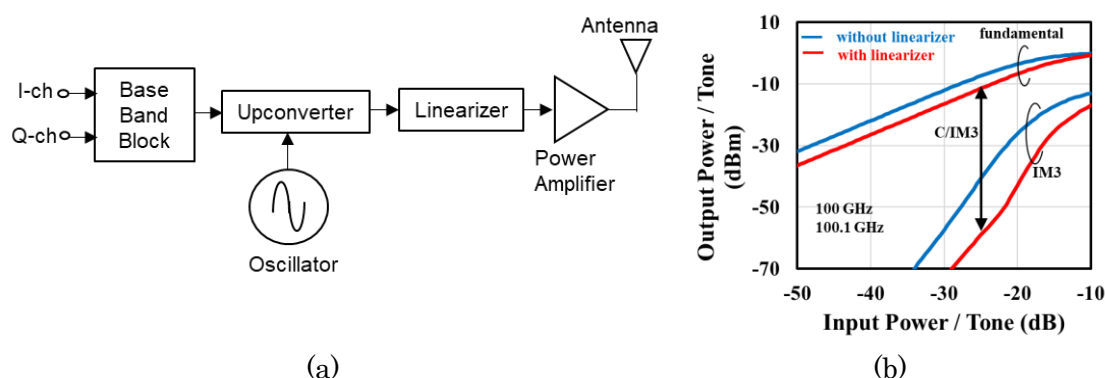 I-ch
Q-ch
Base
Band
Block
Upconverter
Oscillator
Linearizer
Power
Amplifier
Antenna
(a)
Output Power / Tone
(dBm)
10
-10
-30
-50
-70
without linearizer
with linearizer
fundamental
C/IM3
IM3
100 GHz
100.1 GHz
-50
-40
-30
-20
-10
Input Power / Tone (dB)
(b)